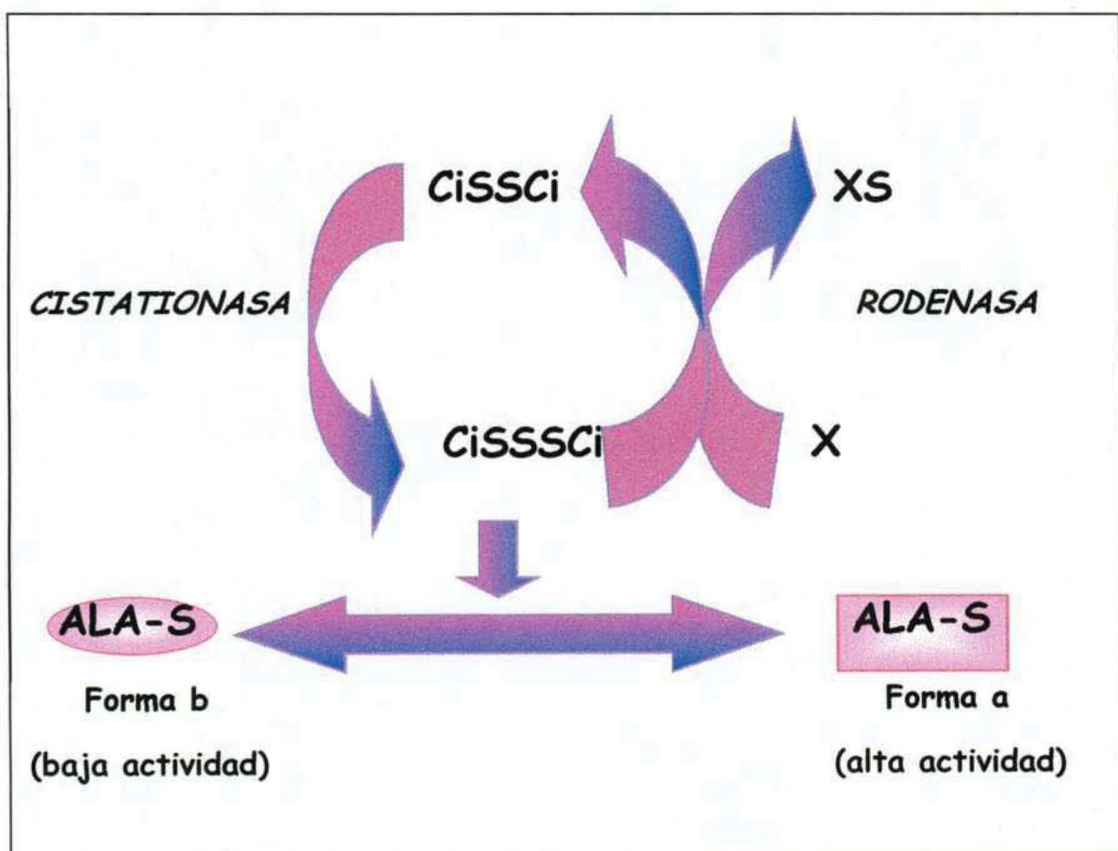 CiSSCi
XS
CISTATIONASA
RODENASA
CiSSSCi
X
ALA-S
ALA-S
Forma b
Forma a
(baja actividad)
(alta actividad)